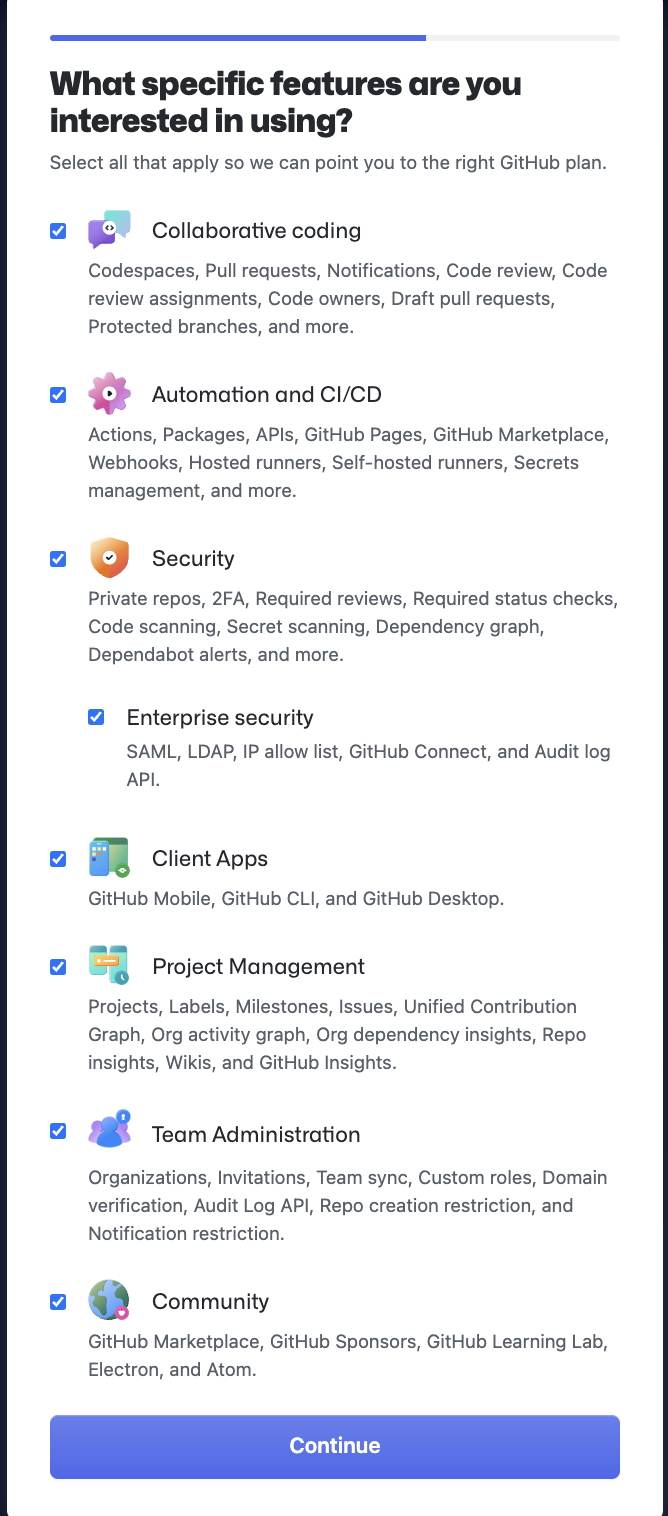 What specific features are you
interested in using?
Select all that apply so we can point you to the right GitHub plan.
Collaborative coding
Codespaces, Pull requests, Notifications, Code review, Code
review assignments, Code owners, Draft pull requests,
Protected branches, and more.
Automation and CI/CD
Actions, Packages, APIs, GitHub Pages, GitHub Marketplace,
Webhooks, Hosted runners, Self-hosted runners, Secrets
management, and more.
Security
Private repos, 2FA, Required reviews, Required status checks,
Code scanning, Secret scanning, Dependency graph,
Dependabot alerts, and more.
Enterprise security
SAML, LDAP, IP allow list, GitHub Connect, and Audit log
API.
Client Apps
GitHub Mobile, GitHub CLI, and GitHub Desktop.
Project Management
Projects, Labels, Milestones, Issues, Unified Contribution
Graph, Org activity graph, Org dependency insights, Repo
insights, Wikis, and GitHub Insights.
Team Administration
Organizations, Invitations, Team sync, Custom roles, Domain
verification, Audit Log API, Repo creation restriction, and
Notification restriction.
Community
GitHub Marketplace, GitHub Sponsors, GitHub Learning Lab,
Electron, and Atom.
Continue